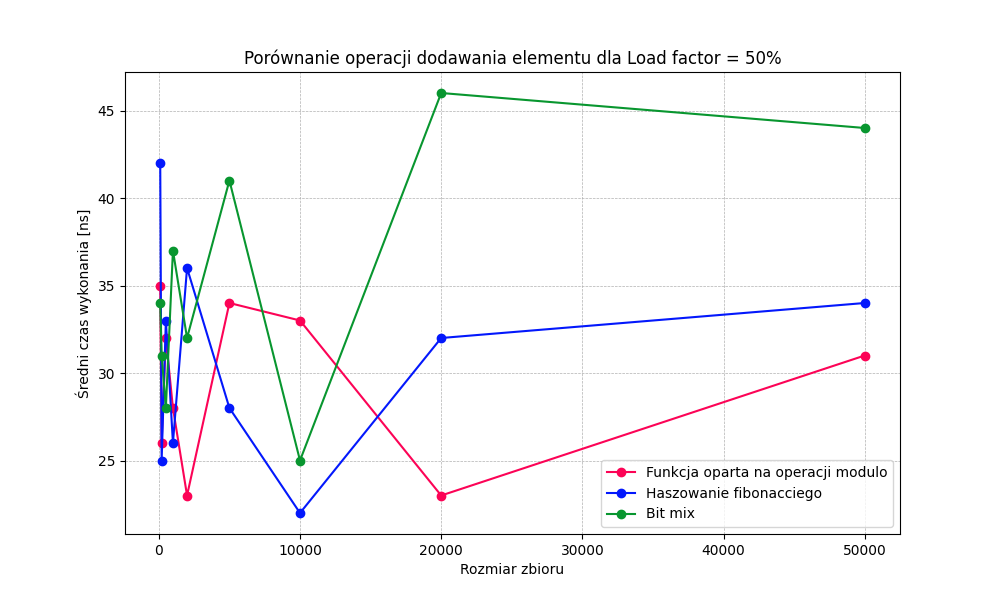 Porównanie operacji dodawania elementu dla Load factor = 50%
Średni czas wykonania [ns]
45
40
35
30
25
0
10000
20000
30000
40000
50000
Rozmiar zbioru
Funkcja oparta na operacji modulo
Haszowanie fibonacciego
Bit mix